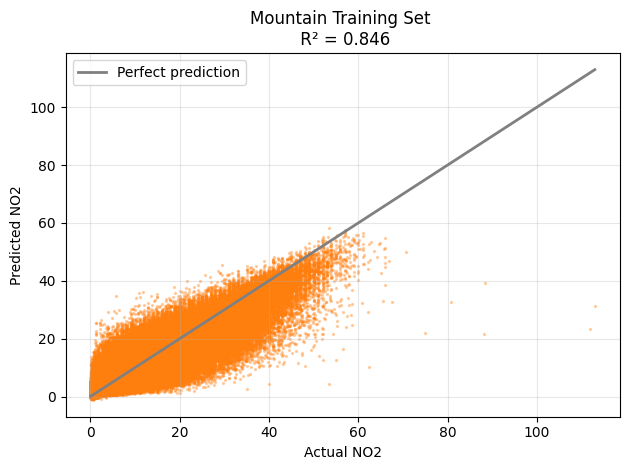 Mountain Training Set
R² = 0.846
Perfect prediction
Predicted NO2
100
80
60
40
20
0
0 20 40 60 80 100
Actual NO2